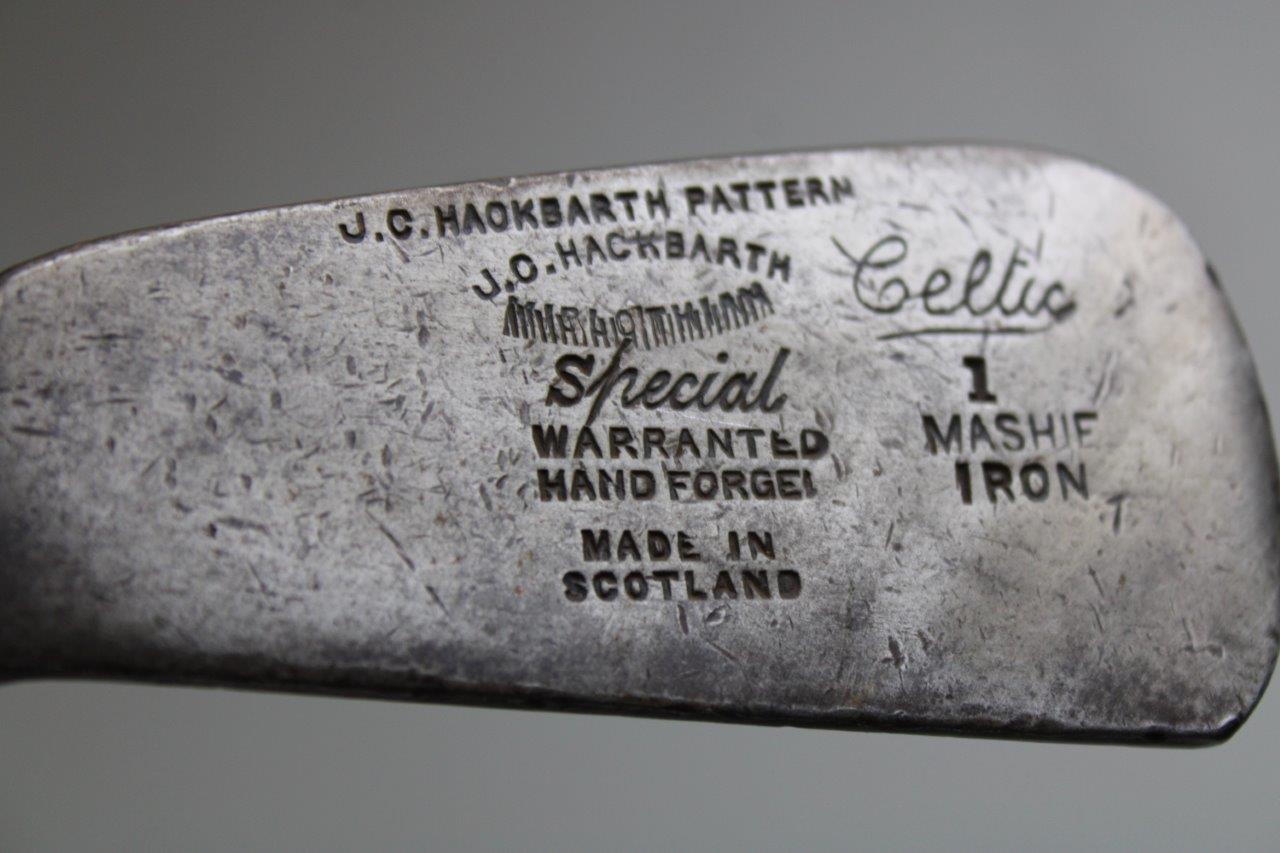 J.C. HACKBARTH PATTERN
J.C. HACKBARTH
Special
WARRANTED
HAND FORGED
MADE IN
SCOTLAND
Celtic
1
MASHIE
IRON